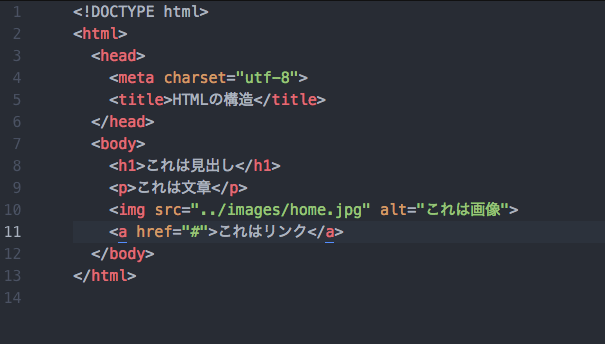 1 <!DOCTYPE html>
2 <html>
3   <head>
4     <meta charset="utf-8">
5     <title>HTMLの構造</title>
6   </head>
7   <body>
8     <h1>これは見出し</h1>
9     <p>これは文章</p>
10     <img src="../images/home.jpg" alt="これは画像">
11     <a href="#">これはリンク</a>
12   </body>
13 </html>
14